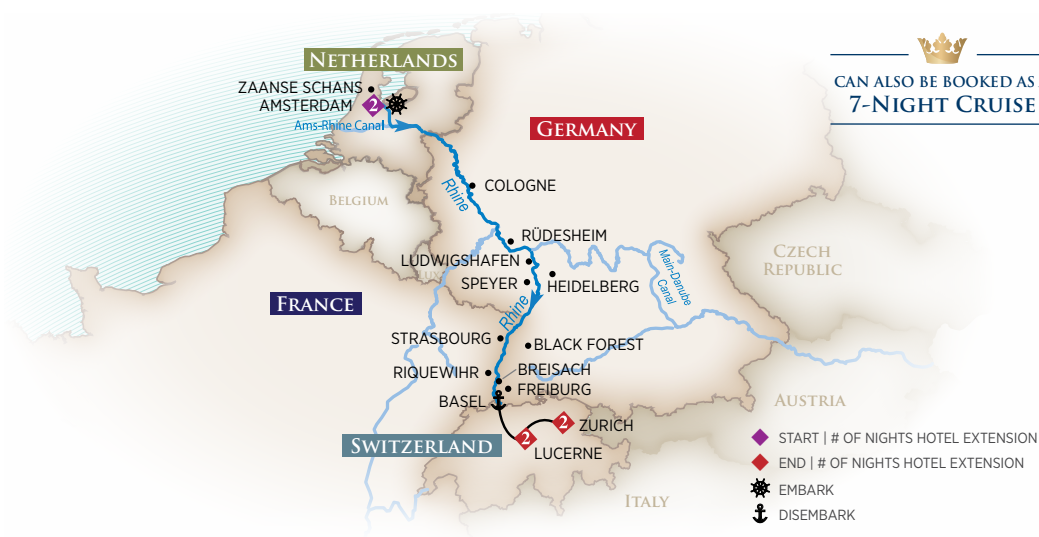 NETHERLANDS
ZAANSE SCHANS
AMSTERDAM
2
Ams-Rhine Canal
CAN ALSO BE BOOKED AS
7-NIGHT CRUISE
GERMANY
Rhine
COLOGNE
BELGIUM
RÜDESHEIM
LUDWIGSHAFEN
LUX
SPEYER
HEIDELBERG
Main-Danube
Canal
CZECH
REPUBLIC
FRANCE
Rhine
STRASBOURG
BLACK FOREST
RIQUEWIHR
BREISACH
FREIBURG
BASEL
AUSTRIA
2
ZURICH
2
LUCERNE
SWITZERLAND
ITALY
START | # OF NIGHTS HOTEL EXTENSION
END | # OF NIGHTS HOTEL EXTENSION
EMBARK
DISEMBARK